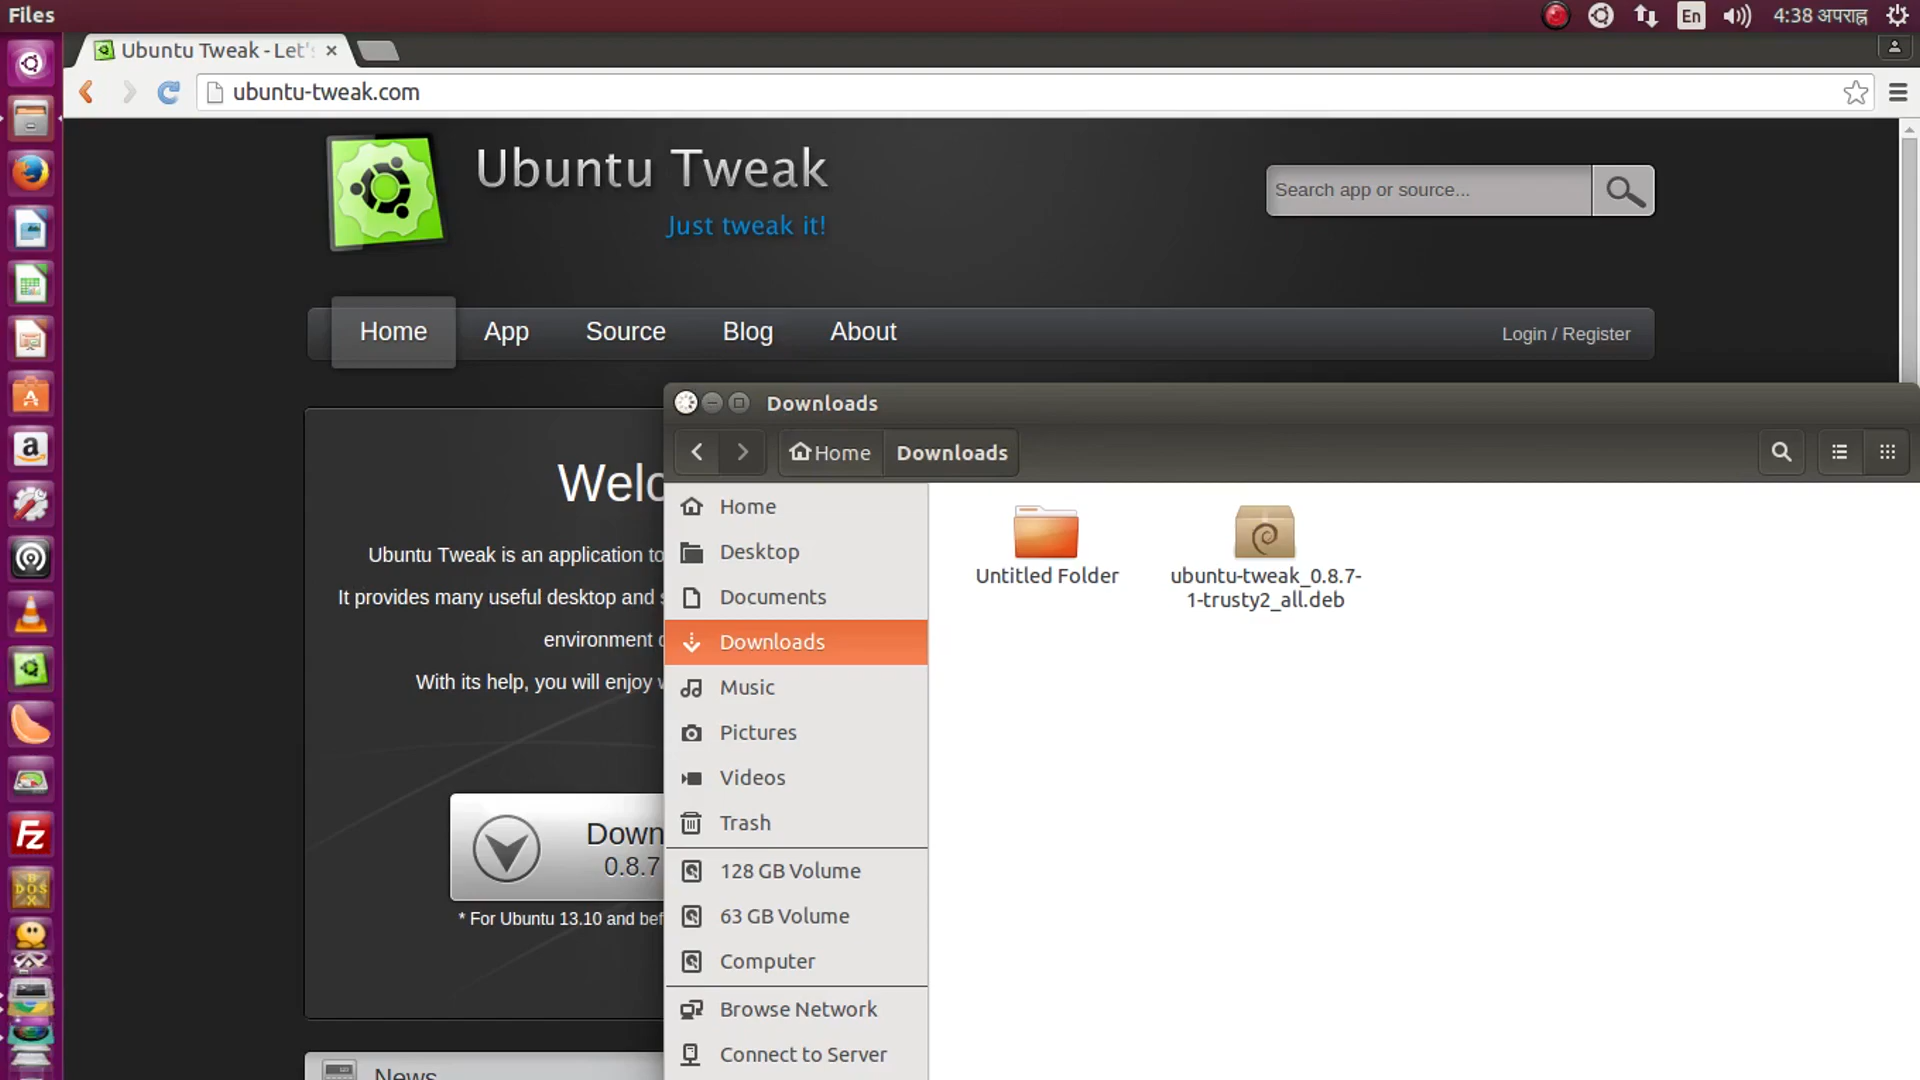 Files
En
4:38 अपराह्न
Ubuntu Tweak - Let's
ubuntu-tweak.com
Ubuntu Tweak
Just tweak it!
Search app or source...
Home
App
Source
Blog
About
Login / Register
Welc
Ubuntu Tweak is an application to
It provides many useful desktop and s
environment
With its help, you will enjoy
Down
0.8.7
* For Ubuntu 13.10 and bef
News
Downloads
Home
Downloads
Home
Desktop
Documents
Downloads
Music
Pictures
Videos
Trash
128 GB Volume
63 GB Volume
Computer
Browse Network
Connect to Server
Untitled Folder
ubuntu-tweak_0.8.7-
1-trusty2_all.deb